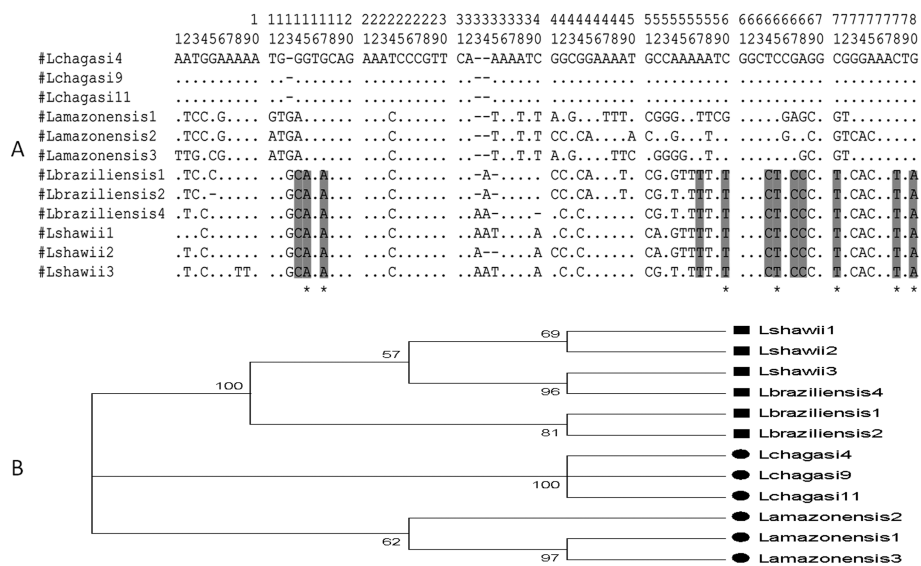 1 1111111112 2222222223 3333333334 4444444445 5555555556 6666666667 7777777778
1234567890 1234567890 1234567890 1234567890 1234567890 1234567890 1234567890 1234567890
#Lchagasi4 AATGGAAAAA TG-GGTGCAG AAATCCCGTT CA--AAAATC GGCGGAAAAT GCCAAAAATC GGCTCCGAGG CGGGAAACTG
#Lchagasi9 .......... ..-....... .......... ..--...... .......... .......... .......... ..........
#Lchagasi11 .......... ..-....... .......... ..--...... .......... .......... .......... ..........
#Lamazonensis1 .TCC.G.... GTGA...... ...C...... ..--T..T.T A.G...TTT. CGGG..TTCG .....GAGC. GT........
#Lamazonensis2 .TCC.G.... ATGA...... ...C...... ..--T..T.T CC.CA...AC .G...T.... .....G..C. GTCAC.....
A
#Lamazonensis3 TTG.CG.... ATGA...... .......... ..--T..T.T A.G...TTC. GGGG..T... .......GC. GT........
#Lbraziliensis1 .TC.C..... ..GCA.A... ...C...... ..-A-..... CC.CA...T. CG.GTTTT.T ...CT.CCC. T.CAC..T.A
#Lbraziliensis2 .TC.-..... ..GCA.A... ...C...... ..-A-..... CC.CA...T. CG.GTTTT.T ...CT.CCC. T.CAC..T.A
#Lbraziliensis4 .T.C...... ..GCA.A... ...C...... ..AA.....- .C.C...... CG.T.TTT.T ...CT.CCC. T.CAC..T.A
#Lshawii1 ...C...... ..GCA.A... ...C...... ..AAT....A .C.C...... CA.GTTTT.T ...CT.CCC. T.CAC..T.A
#Lshawii2 .T.C...... ..GCA.A... ...C...... ..A--....A CC.C...... CA.GTTTT.T ...CT.CCC. T.CAC..T.A
#Lshawii3 .T.C...TT. ..GCA.A... ...C...... ..AAT....A .C.C...... CG.T.TTT.T ...CT.CCC. T.CAC..T.A
* * * * * * *
69 Lshawii1
57 Lshawii2
100 Lshawii3
96 Lbraziliensis4
Lbraziliensis1
81 Lbraziliensis2
B
Lchagasi4
Lchagasi9
100 Lchagasi11
Lamazonensis2
62 Lamazonensis1
97 Lamazonensis3